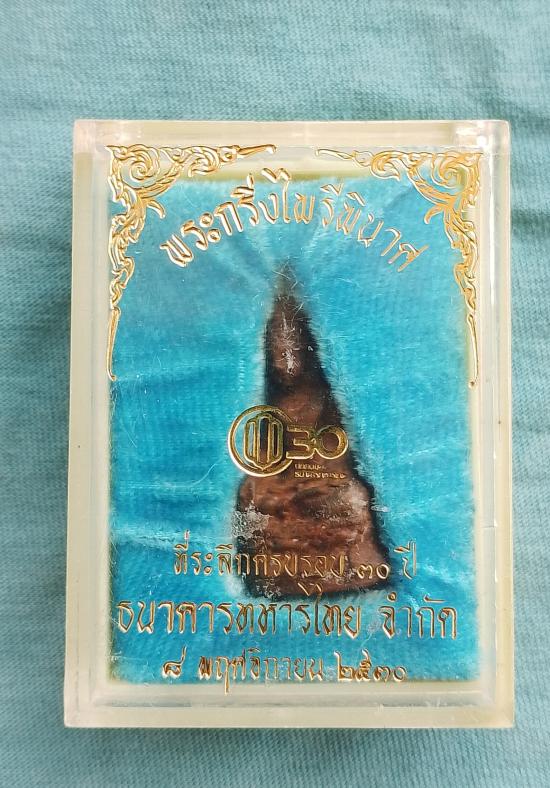 พระกริ่งไพรีพินาศ
30
ที่ระลึกครบรอบ ๓๐ ปี
ธนาคารทหารไทย จำกัด
๘ พฤศจิกายน ๒๕๓๐